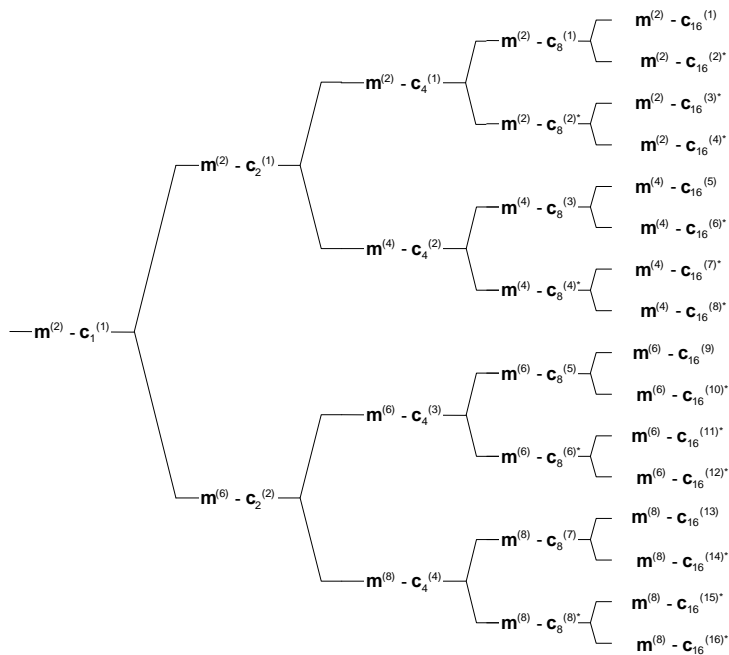 m(2) - c16(1)
m(2) - c8(1)
m(2) - c16(2)*
m(2) - c4(1)
m(2) - c16(3)*
m(2) - c8(2)*
m(2) - c16(4)*
m(2) - c2(1)
m(4) - c16(5)
m(4) - c8(3)
m(4) - c16(6)*
m(4) - c4(2)
m(4) - c16(7)*
m(4) - c8(4)*
m(4) - c16(8)*
m(2) - c1(1)
m(6) - c16(9)
m(6) - c8(5)
m(6) - c16(10)*
m(6) - c4(3)
m(6) - c16(11)*
m(6) - c8(6)*
m(6) - c16(12)*
m(6) - c2(2)
m(8) - c16(13)
m(8) - c8(7)
m(8) - c16(14)*
m(8) - c4(4)
m(8) - c16(15)*
m(8) - c8(8)*
m(8) - c16(16)*